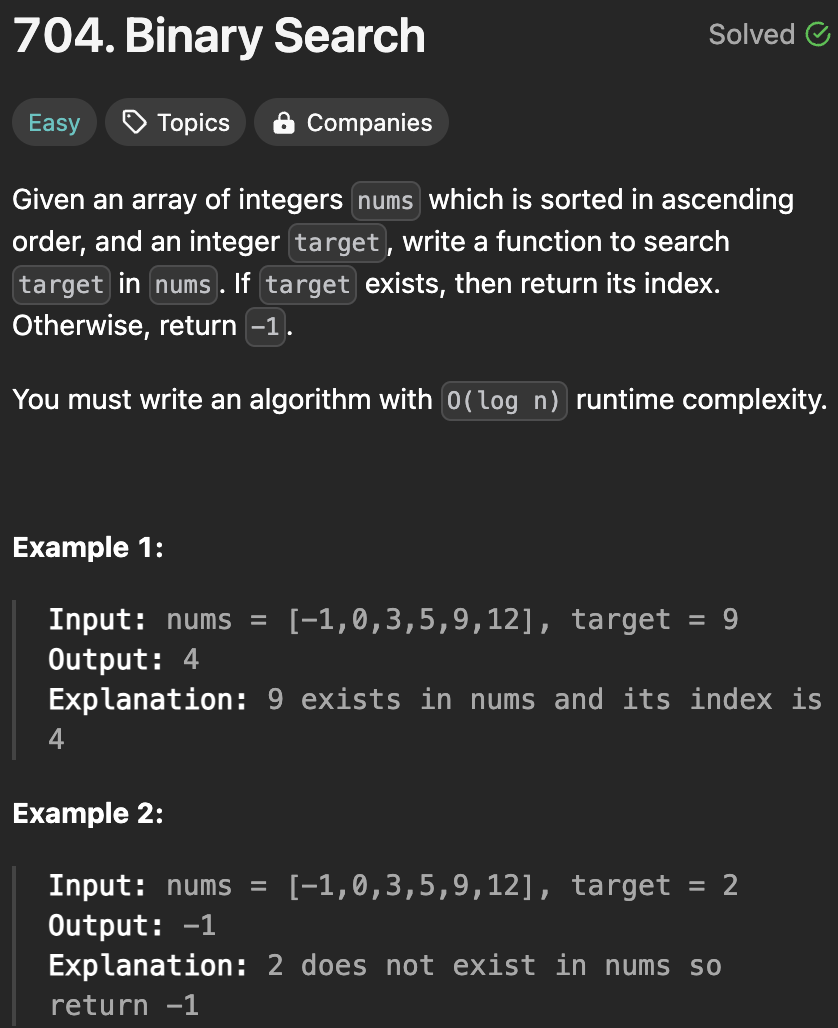 704. Binary Search
Solved
Easy
Topics
Companies
Given an array of integers nums which is sorted in ascending
order, and an integer target, write a function to search
target in nums. If target exists, then return its index.
Otherwise, return -1.
You must write an algorithm with O(log n) runtime complexity.
Example 1:
Input: nums = [-1,0,3,5,9,12], target = 9
Output: 4
Explanation: 9 exists in nums and its index is
4
Example 2:
Input: nums = [-1,0,3,5,9,12], target = 2
Output: -1
Explanation: 2 does not exist in nums so
return -1